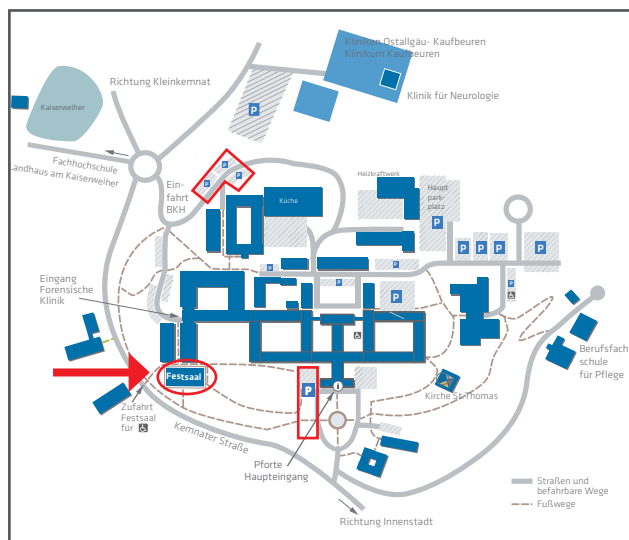 Kliniken Ostallgäu- Kaufbeuren
Klinikum Kaufbeuren
Richtung Kleinkemnat
P
Klinik für Neurologie
Kaiserweiher
P
Fachhochschule
Landhaus am Kaiserweiher
P
P
P
Ein-
fahrt
BKH
Heizkraftwerk
Haupt
park-
platz
P
Küche
P
P
P
P
P
P
P
P
P
Eingang
Forensische
Klinik
Festsaal
P
i
Zufahrt
Festsaal
für
Kemnater Straße
Kirche St. Thomas
Berufsfach
schule
für Pflege
Pforte
Haupteingang
Straßen und
befahrbare Wege
Fußwege
Richtung Innenstadt